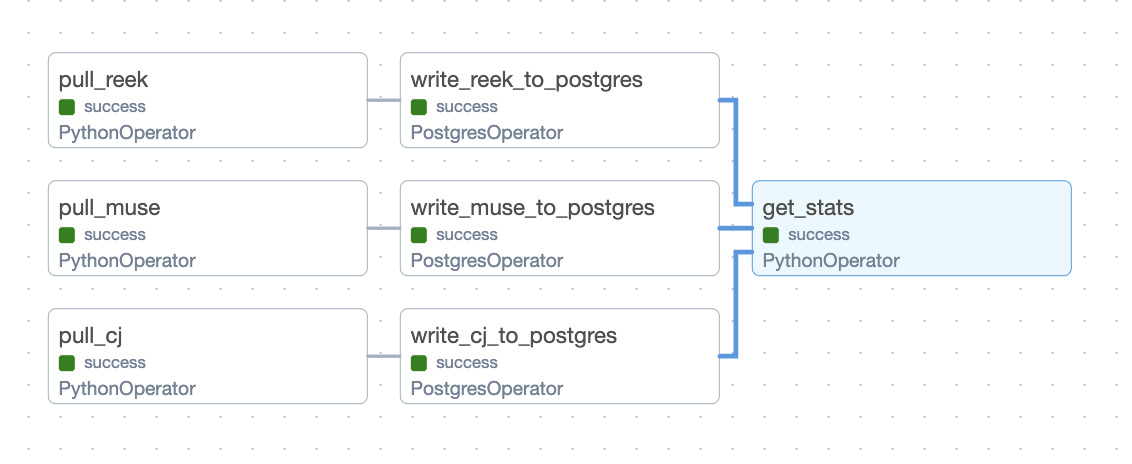 pull_reek
success
PythonOperator
write_reek_to_postgres
success
PostgresOperator
pull_muse
success
PythonOperator
write_muse_to_postgres
success
PostgresOperator
get_stats
success
PythonOperator
pull_cj
success
PythonOperator
write_cj_to_postgres
success
PostgresOperator